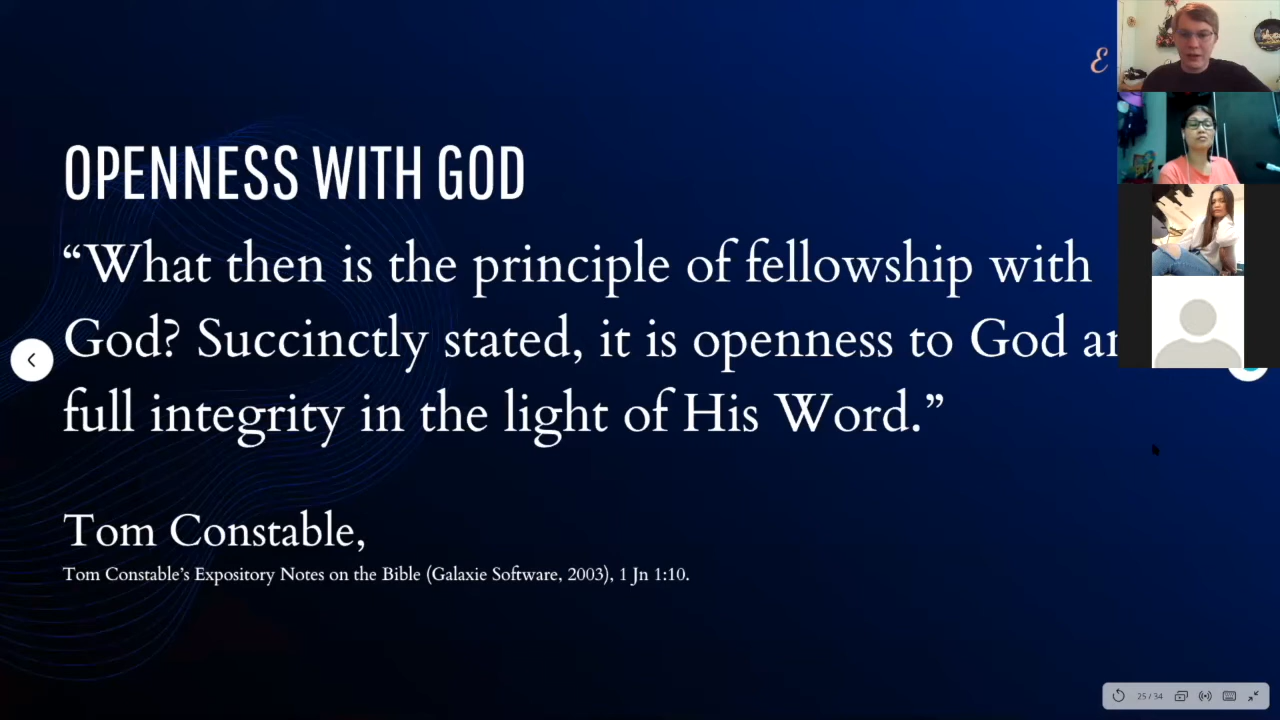 ℰ
OPENNESS WITH GOD
“What then is the principle of fellowship with
God? Succinctly stated, it is openness to God
full integrity in the light of His Word.”
Tom Constable,
Tom Constable’s Expository Notes on the Bible (Galaxie Software, 2003), 1 Jn 1:10.
25 / 34